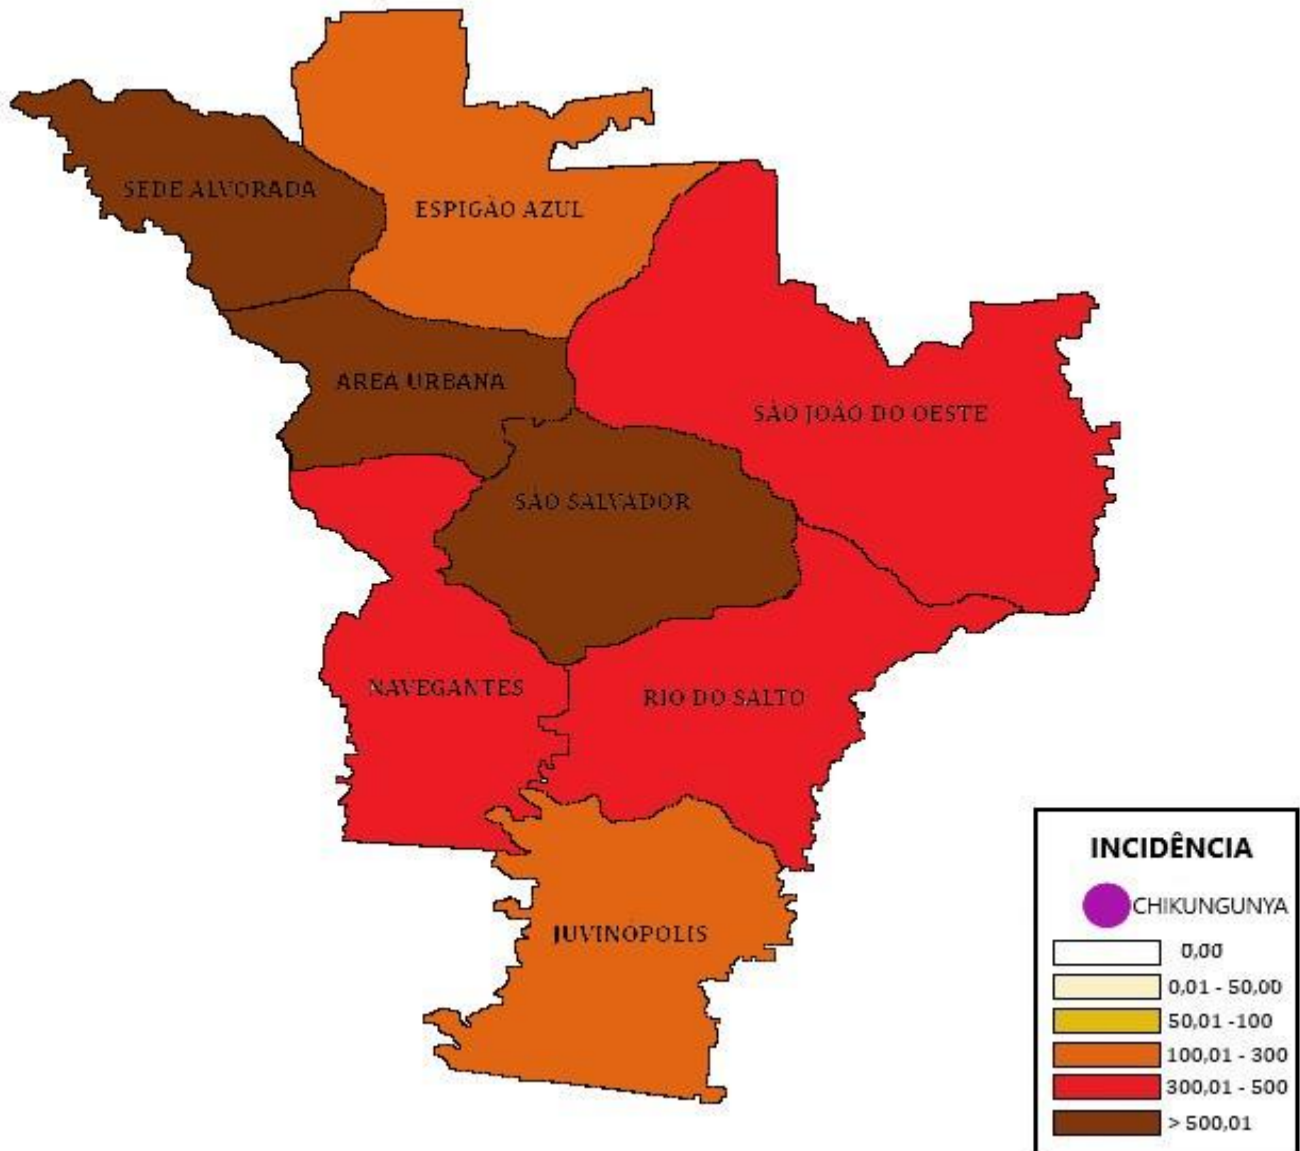 SEDE ALVORADA
ESPIGÃO AZUL
AREA URBANA
SÃO JOÃO DO OESTE
SÃO SALVADOR
NAVEGANTES
RIO DO SALTO
JUVINÓPOLIS
INCIDÊNCIA
CHIKUNGUNYA
0,00
0,01 - 50,00
50,01 -100
100,01 - 300
300,01 - 500
> 500,01